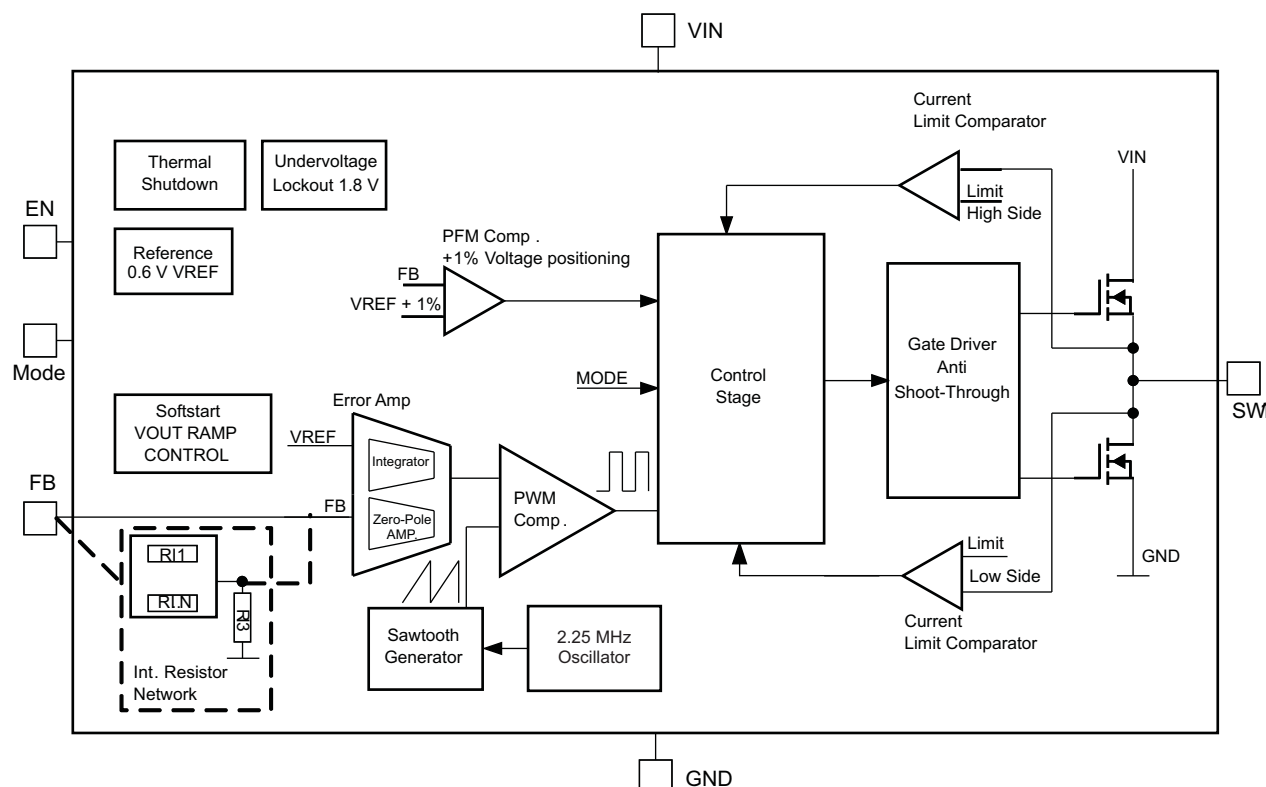 VIN
Current
Limit Comparator
Thermal
Shutdown
Undervoltage
Lockout 1.8 V
VIN
Limit
High Side
EN
Reference
0.6 V VREF
PFM Comp .
+1% Voltage positioning
FB
VREF + 1%
Mode
MODE
Control
Stage
Gate Driver
Anti
Shoot-Through
SW
Softstart
VOUT RAMP
CONTROL
Error Amp
VREF
Integrator
FB
FB
Zero-Pole
AMP.
PWM
Comp .
RI1
RI..N
Int. Resistor
Network
Sawtooth
Generator
2.25 MHz
Oscillator
Limit
Low Side
GND
Current
Limit Comparator
GND